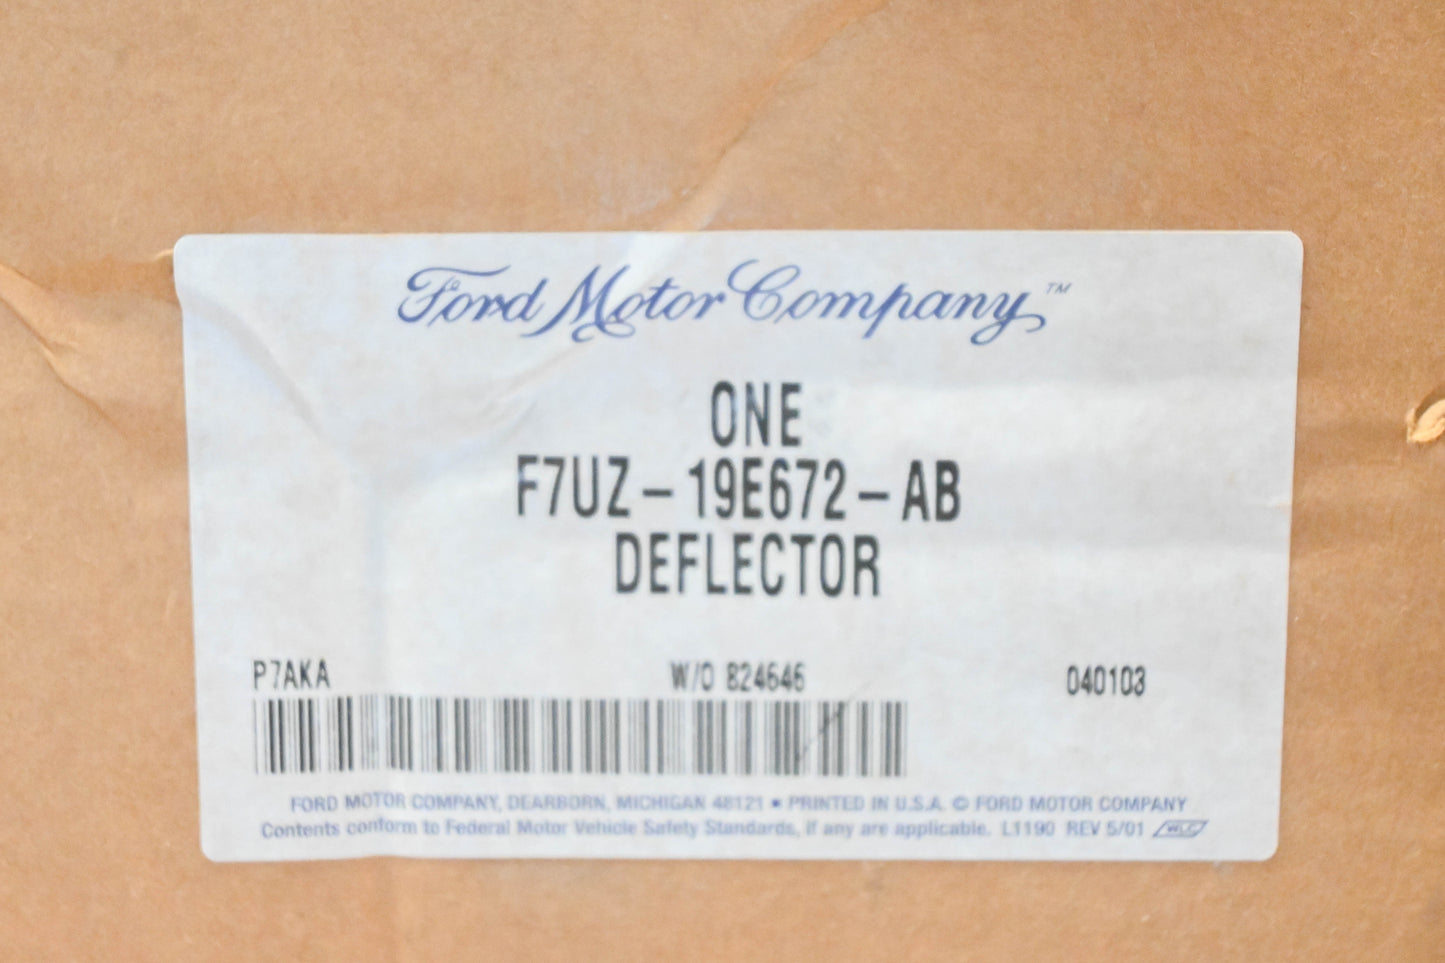 Ford Motor Company™
ONE
F7UZ-19E672-AB
DEFLECTOR
P7AKA W/O 824646 040103
FORD MOTOR COMPANY, DEARBORN, MICHIGAN 48121 • PRINTED IN U.S.A. © FORD MOTOR COMPANY
Contents conform to Federal Motor Vehicle Safety Standards, if any are applicable. L1190 REV 5/01